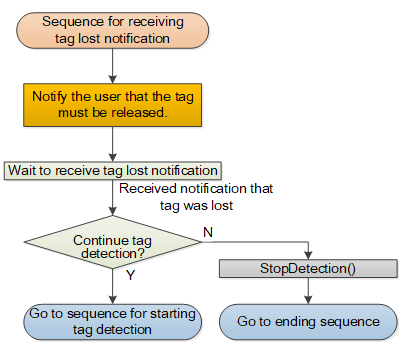 Sequence for receiving
tag lost notification
Notify the user that the tag
must be released.
Wait to receive tag lost notification
Received notification that
tag was lost
Continue tag
detection?
N
Y
StopDetection()
Go to sequence for starting
tag detection
Go to ending sequence